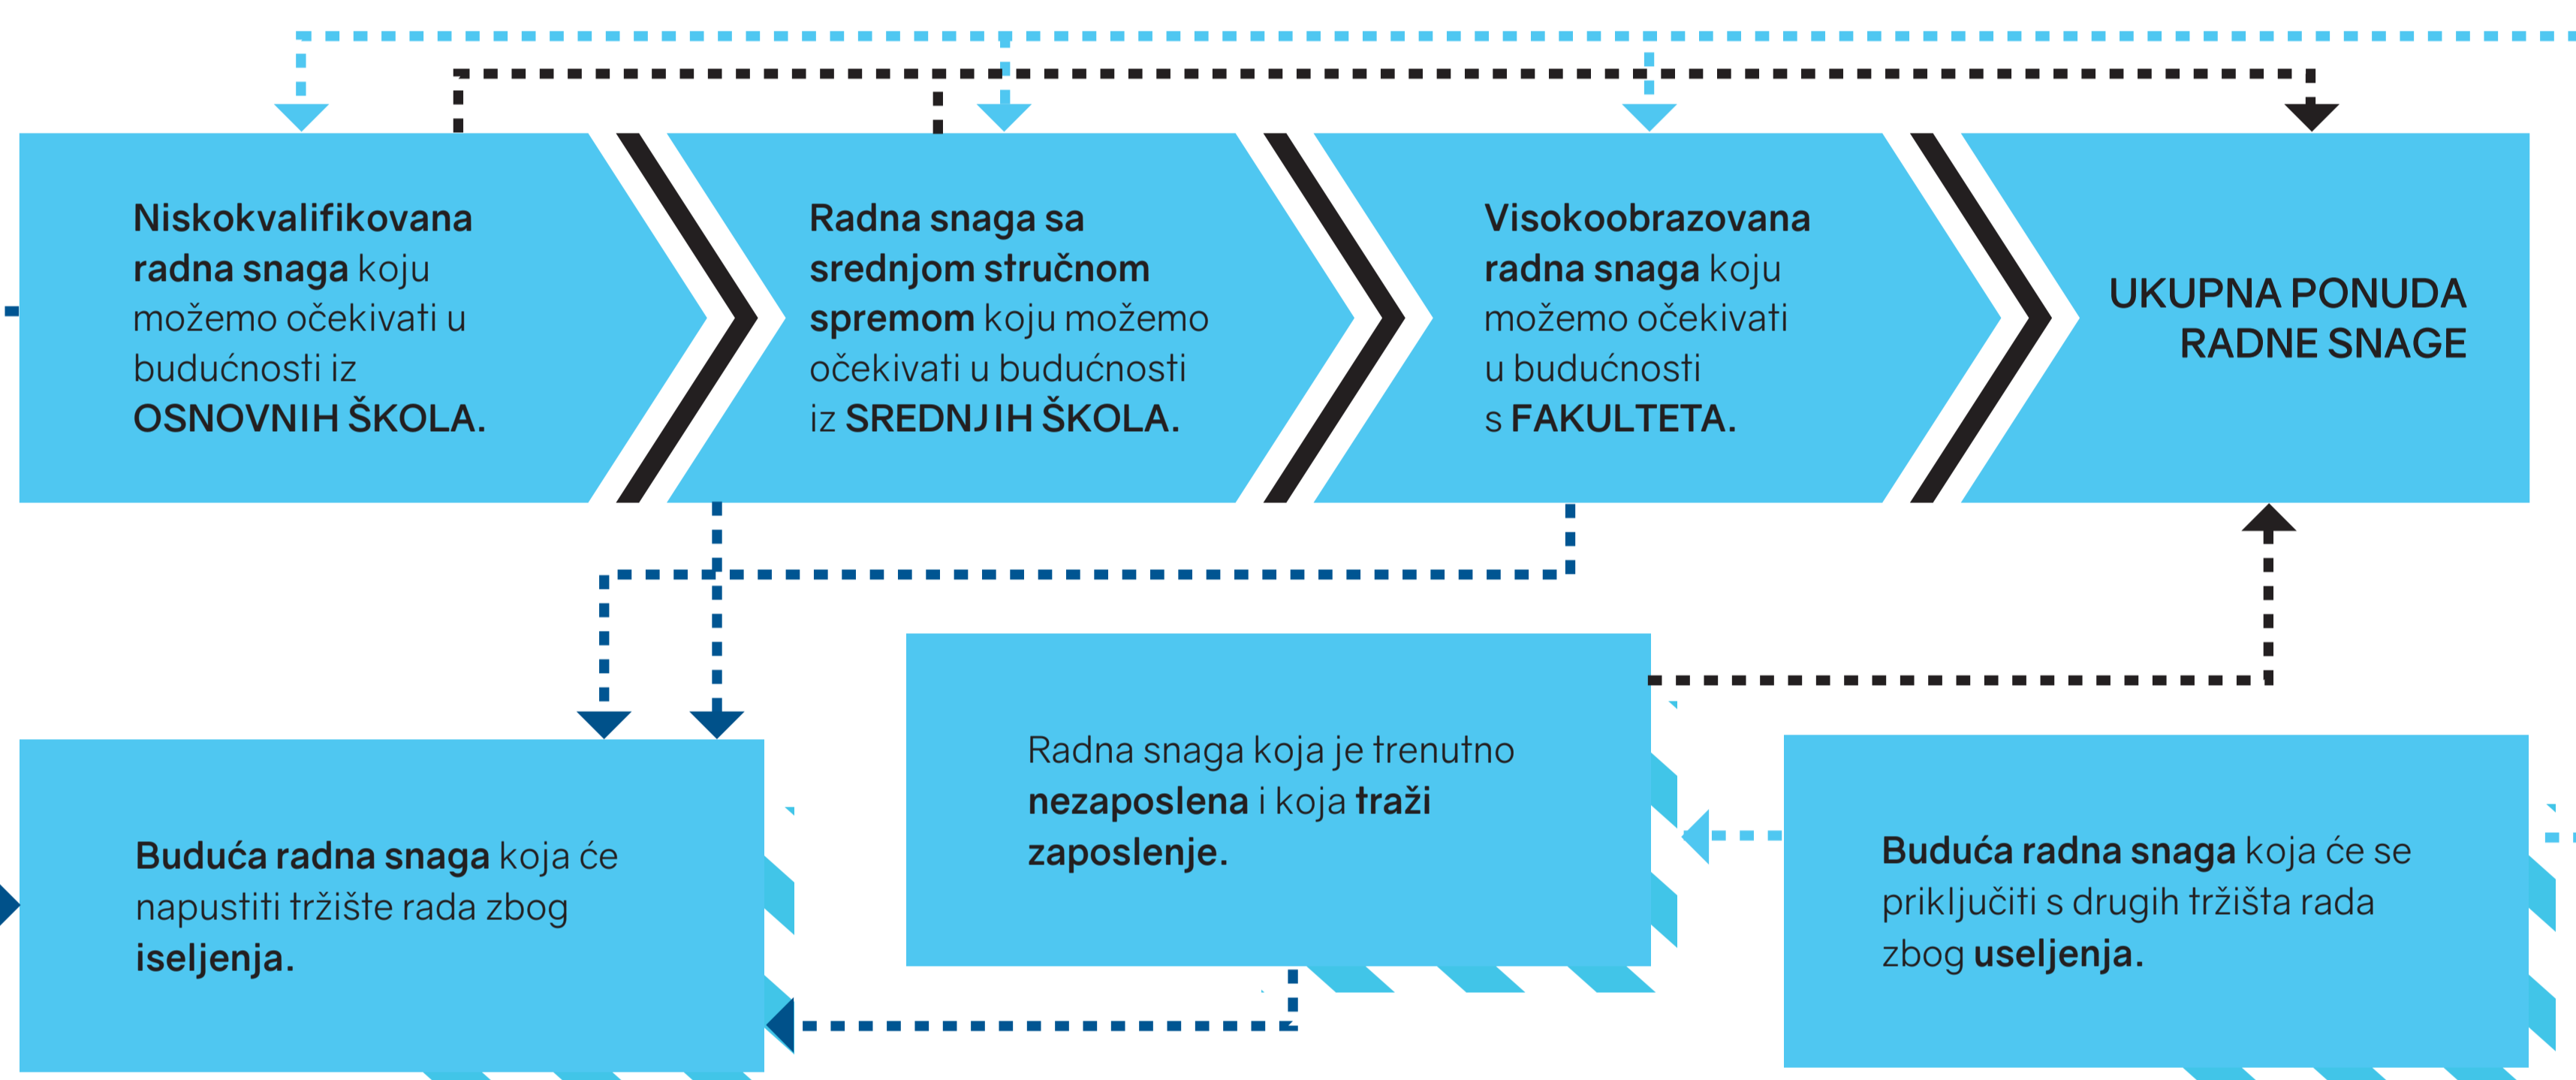 Niskokvalifikovana
radna snaga koju
možemo očekivati u
budućnosti iz
OSNOVNIH ŠKOLA.
Radna snaga sa
srednjom stručnom
spremom koju možemo
očekivati u budućnosti
iz SREDNJIH ŠKOLA.
Visokoobrazovana
radna snaga koju
možemo očekivati
u budućnosti
s FAKULTETA.
UKUPNA PONUDA
RADNE SNAGE
Buduća radna snaga koja će
napustiti tržište rada zbog
iseljenja.
Radna snaga koja je trenutno
nezaposlena i koja traži
zaposlenje.
Buduća radna snaga koja će se
priključiti s drugih tržišta rada
zbog useljenja.